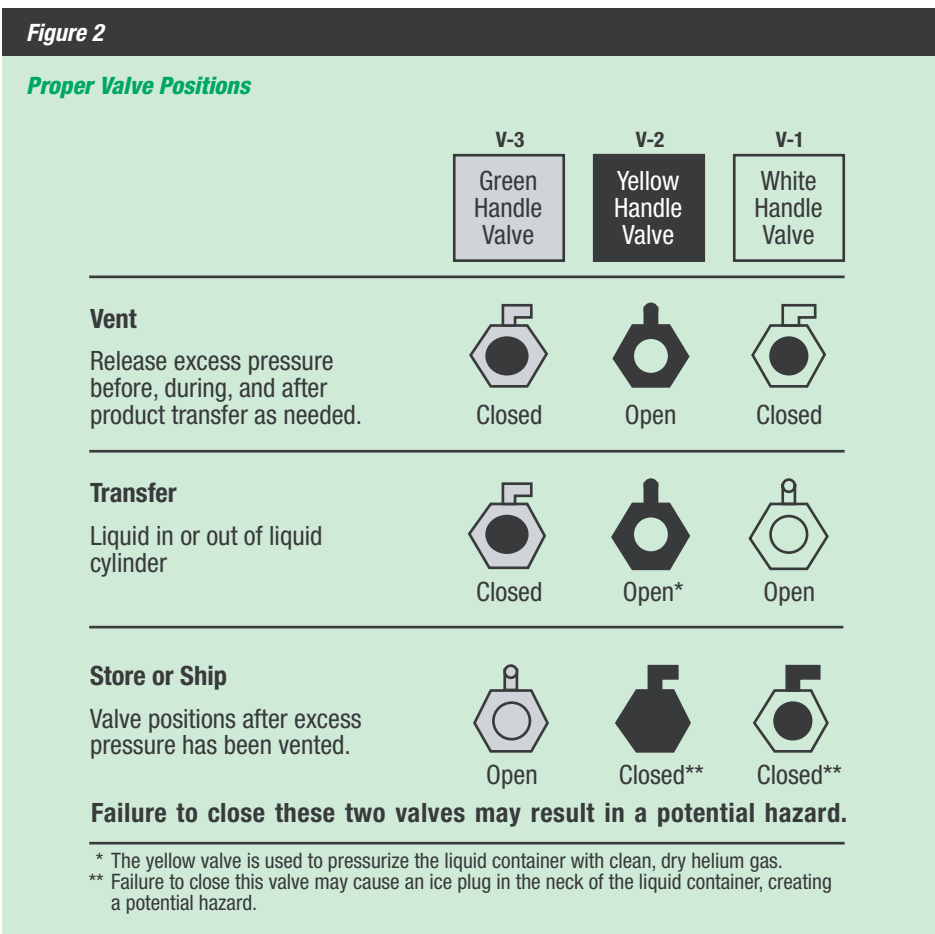 Figure 2
Proper Valve Positions
V-3 V-2 V-1
Green Yellow White
Handle Handle Handle
Valve Valve Valve
Vent
Release excess pressure
before, during, and after
product transfer as needed.
Closed Open Closed
Transfer
Liquid in or out of liquid
cylinder
Closed Open* Open
Store or Ship
Valve positions after excess
pressure has been vented.
Open Closed** Closed**
Failure to close these two valves may result in a potential hazard.
* The yellow valve is used to pressurize the liquid container with clean, dry helium gas.
** Failure to close this valve may cause an ice plug in the neck of the liquid container, creating
a potential hazard.